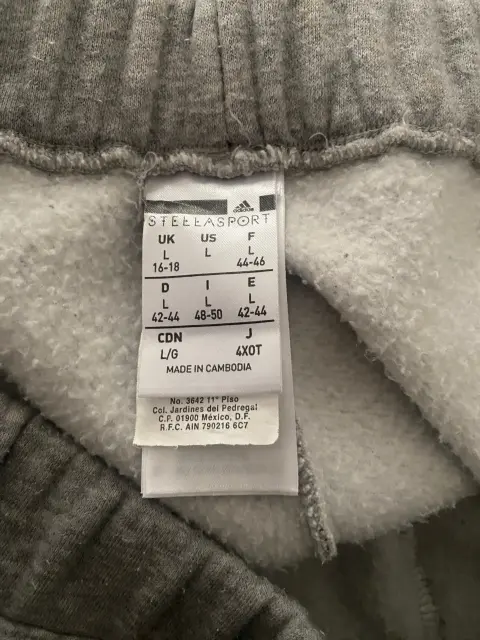 adidas
STELLASPORT
UK US F
L L L
16-18 44-46
D I E
L L L
42-44 48-50 42-44
CDN J
L/G 4XOT
MADE IN CAMBODIA
No. 3642 11° Piso
Col. Jardines del Pedregal
C.P. 01900 México, D.F.
R.F.C. AIN 790216 6C7